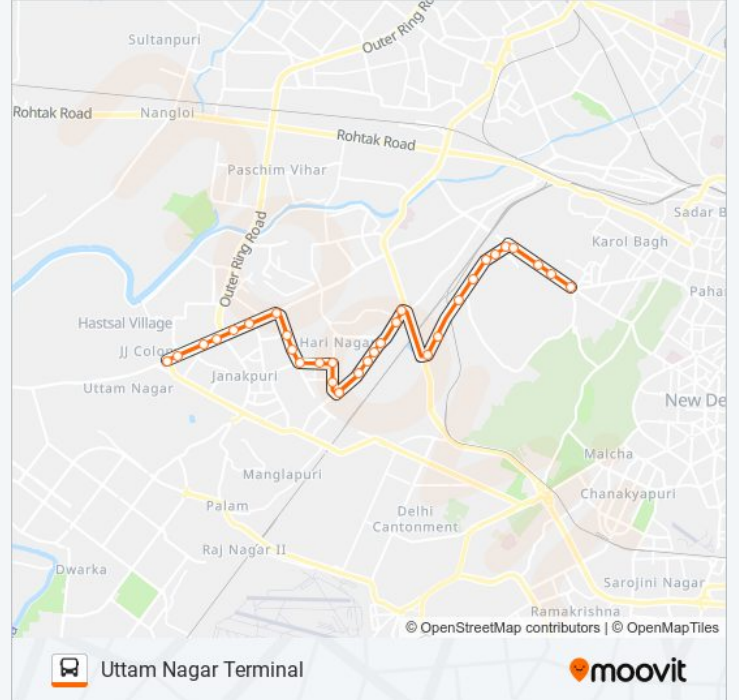 Outer Ring Ro
Sultanpuri
Rohtak Road
Nangloi
Rohtak Road
Paschim Vihar
Sadar B
Outer Ring Road
Karol Bagh
Paha
Hastsal Village
JJ Colon
Hari Naga
Janakpuri
Uttam Nagar
New De
Malcha
Manglapuri
Chanakyapuri
Palam
Delhi
Cantonment
Raj Nagar II
Dwarka
Sarojini Nagar
Ramakrishna
© OpenStreetMap contributors | © OpenMapTiles
Uttam Nagar Terminal
moovit